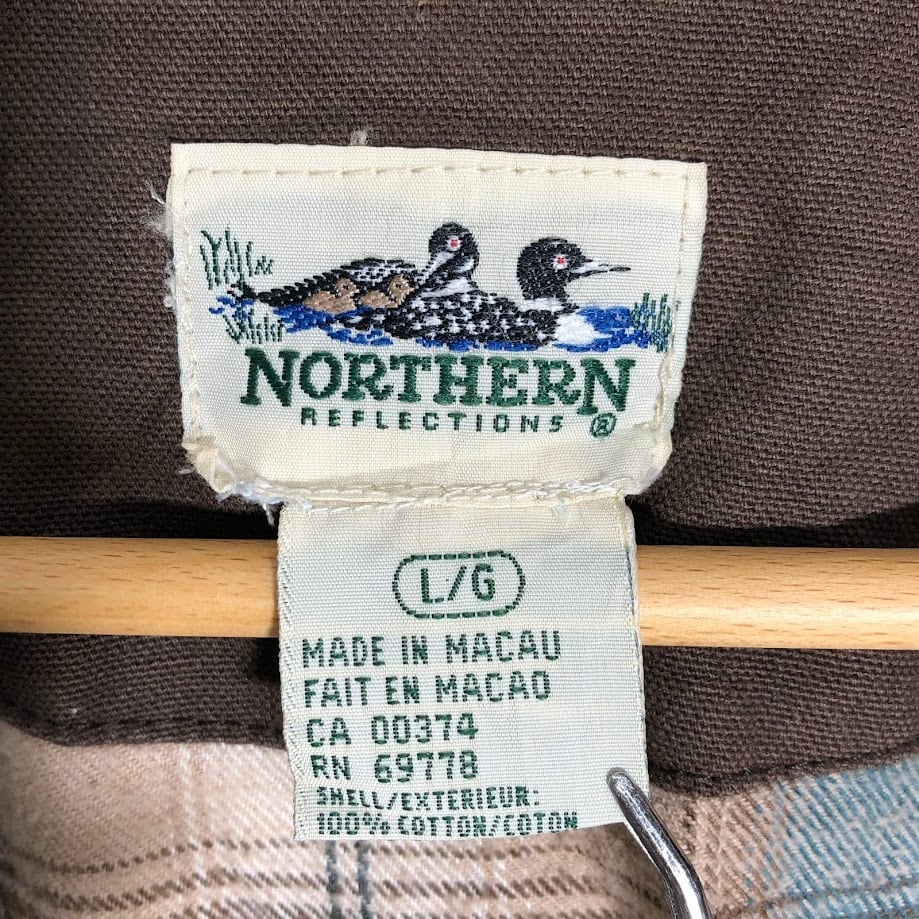 NORTHERN
REFLECTIONS ®
L/G
MADE IN MACAU
FAIT EN MACAO
CA 00374
RN 69778
SHELL/EXTERIEUR:
100% COTTON/COTON